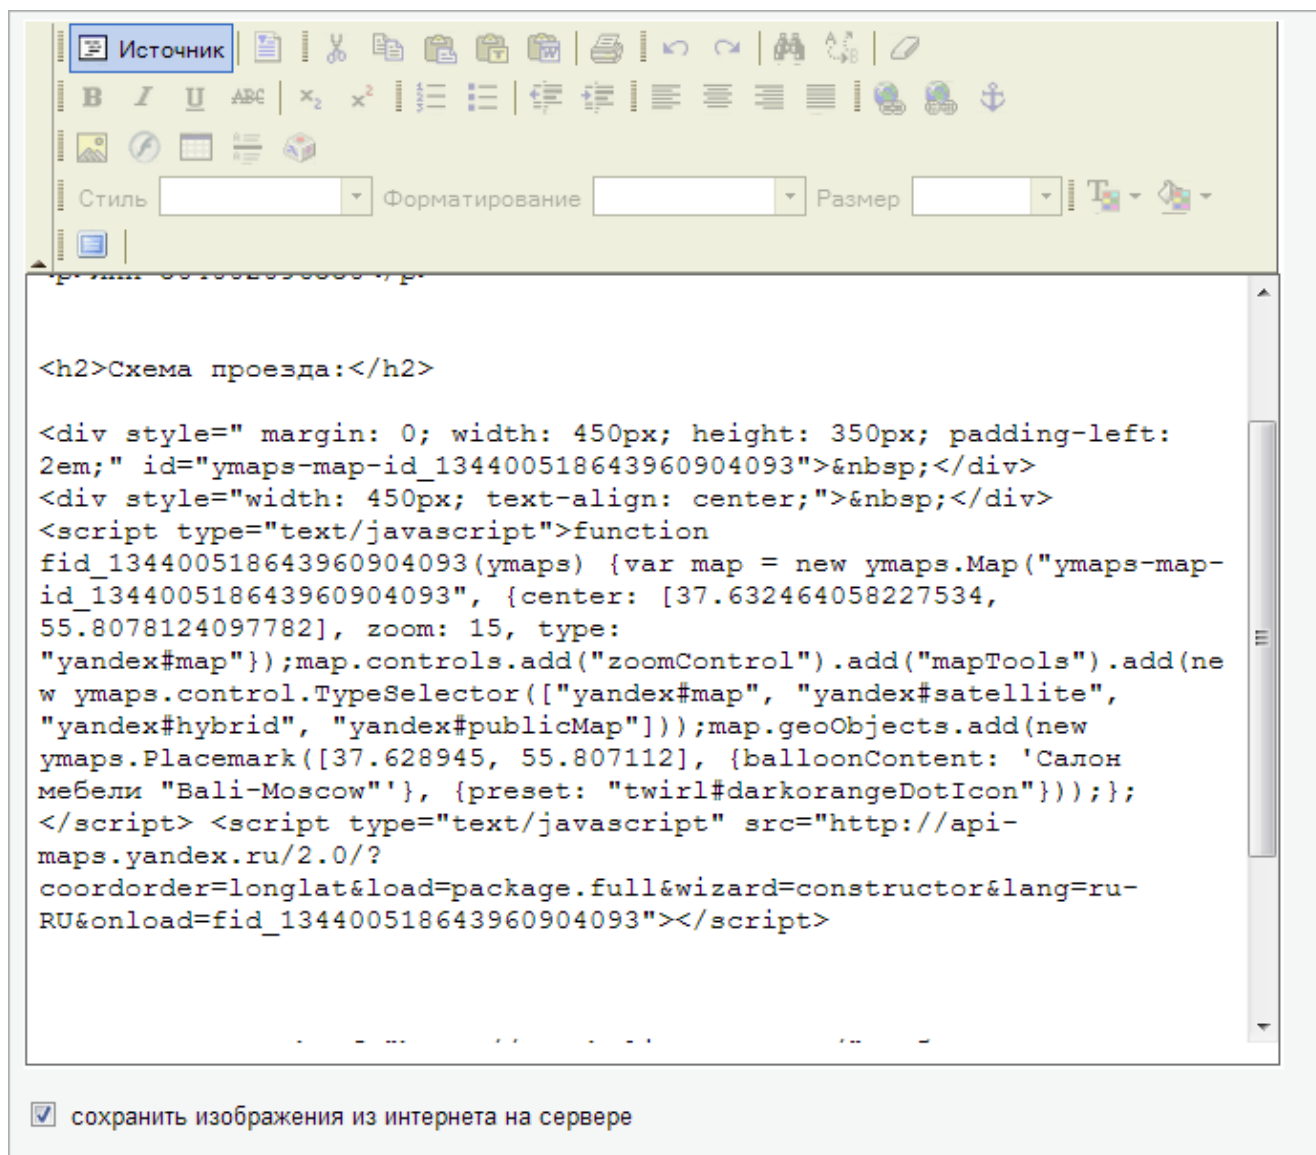 Источник
B I U ABC x₂ x²
Стиль Форматирование Размер
<h2>Схема проезда:</h2>
<div style=" margin: 0; width: 450px; height: 350px; padding-left:
2em;" id="ymaps-map-id_134400518643960904093">&nbsp;</div>
<div style="width: 450px; text-align: center;">&nbsp;</div>
<script type="text/javascript">function
fid_134400518643960904093(ymaps) {var map = new ymaps.Map("ymaps-map-
id_134400518643960904093", {center: [37.632464058227534,
55.8078124097782], zoom: 15, type:
"yandex#map"});map.controls.add("zoomControl").add("mapTools").add(ne
w ymaps.control.TypeSelector(["yandex#map", "yandex#satellite",
"yandex#hybrid", "yandex#publicMap"]));map.geoObjects.add(new
ymaps.Placemark([37.628945, 55.807112], {balloonContent: 'Салон
мебели "Bali-Moscow"'}, {preset: "twirl#darkorangeDotIcon"}));};
</script> <script type="text/javascript" src="http://api-
maps.yandex.ru/2.0/?
coordorder=longlat&load=package.full&wizard=constructor&lang=ru-
RU&onload=fid_134400518643960904093"></script>
сохранить изображения из интернета на сервере